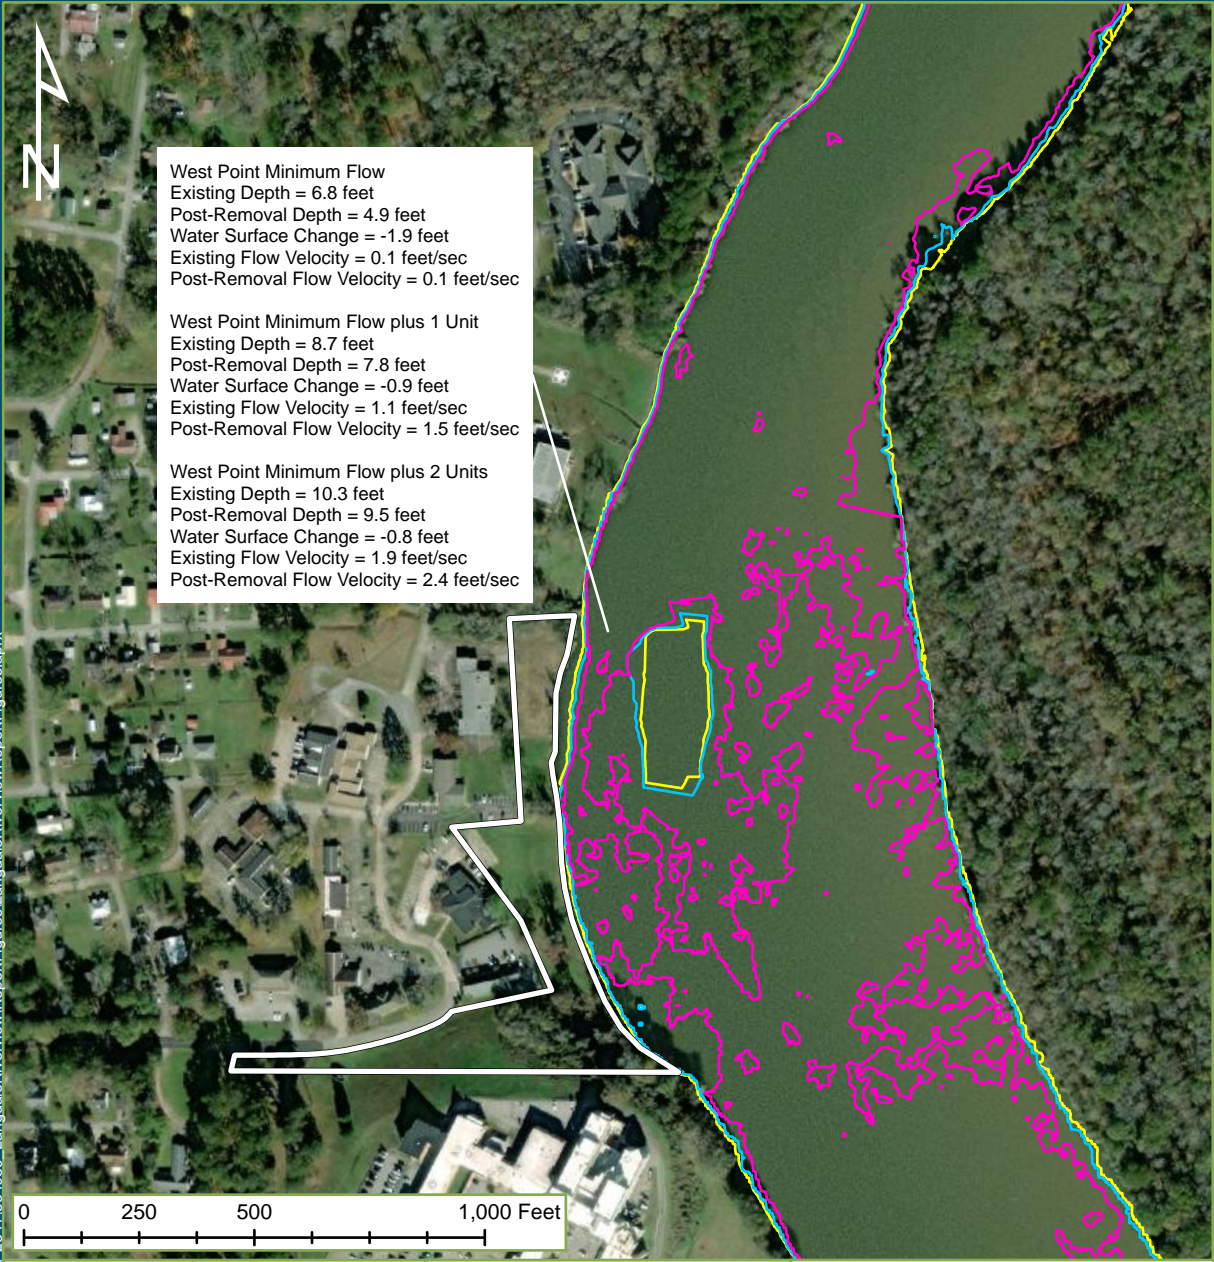 N
West Point Minimum Flow
Existing Depth = 6.8 feet
Post-Removal Depth = 4.9 feet
Water Surface Change = -1.9 feet
Existing Flow Velocity = 0.1 feet/sec
Post-Removal Flow Velocity = 0.1 feet/sec
West Point Minimum Flow plus 1 Unit
Existing Depth = 8.7 feet
Post-Removal Depth = 7.8 feet
Water Surface Change = -0.9 feet
Existing Flow Velocity = 1.1 feet/sec
Post-Removal Flow Velocity = 1.5 feet/sec
West Point Minimum Flow plus 2 Units
Existing Depth = 10.3 feet
Post-Removal Depth = 9.5 feet
Water Surface Change = -0.8 feet
Existing Flow Velocity = 1.9 feet/sec
Post-Removal Flow Velocity = 2.4 feet/sec
0 250 500 1,000 Feet